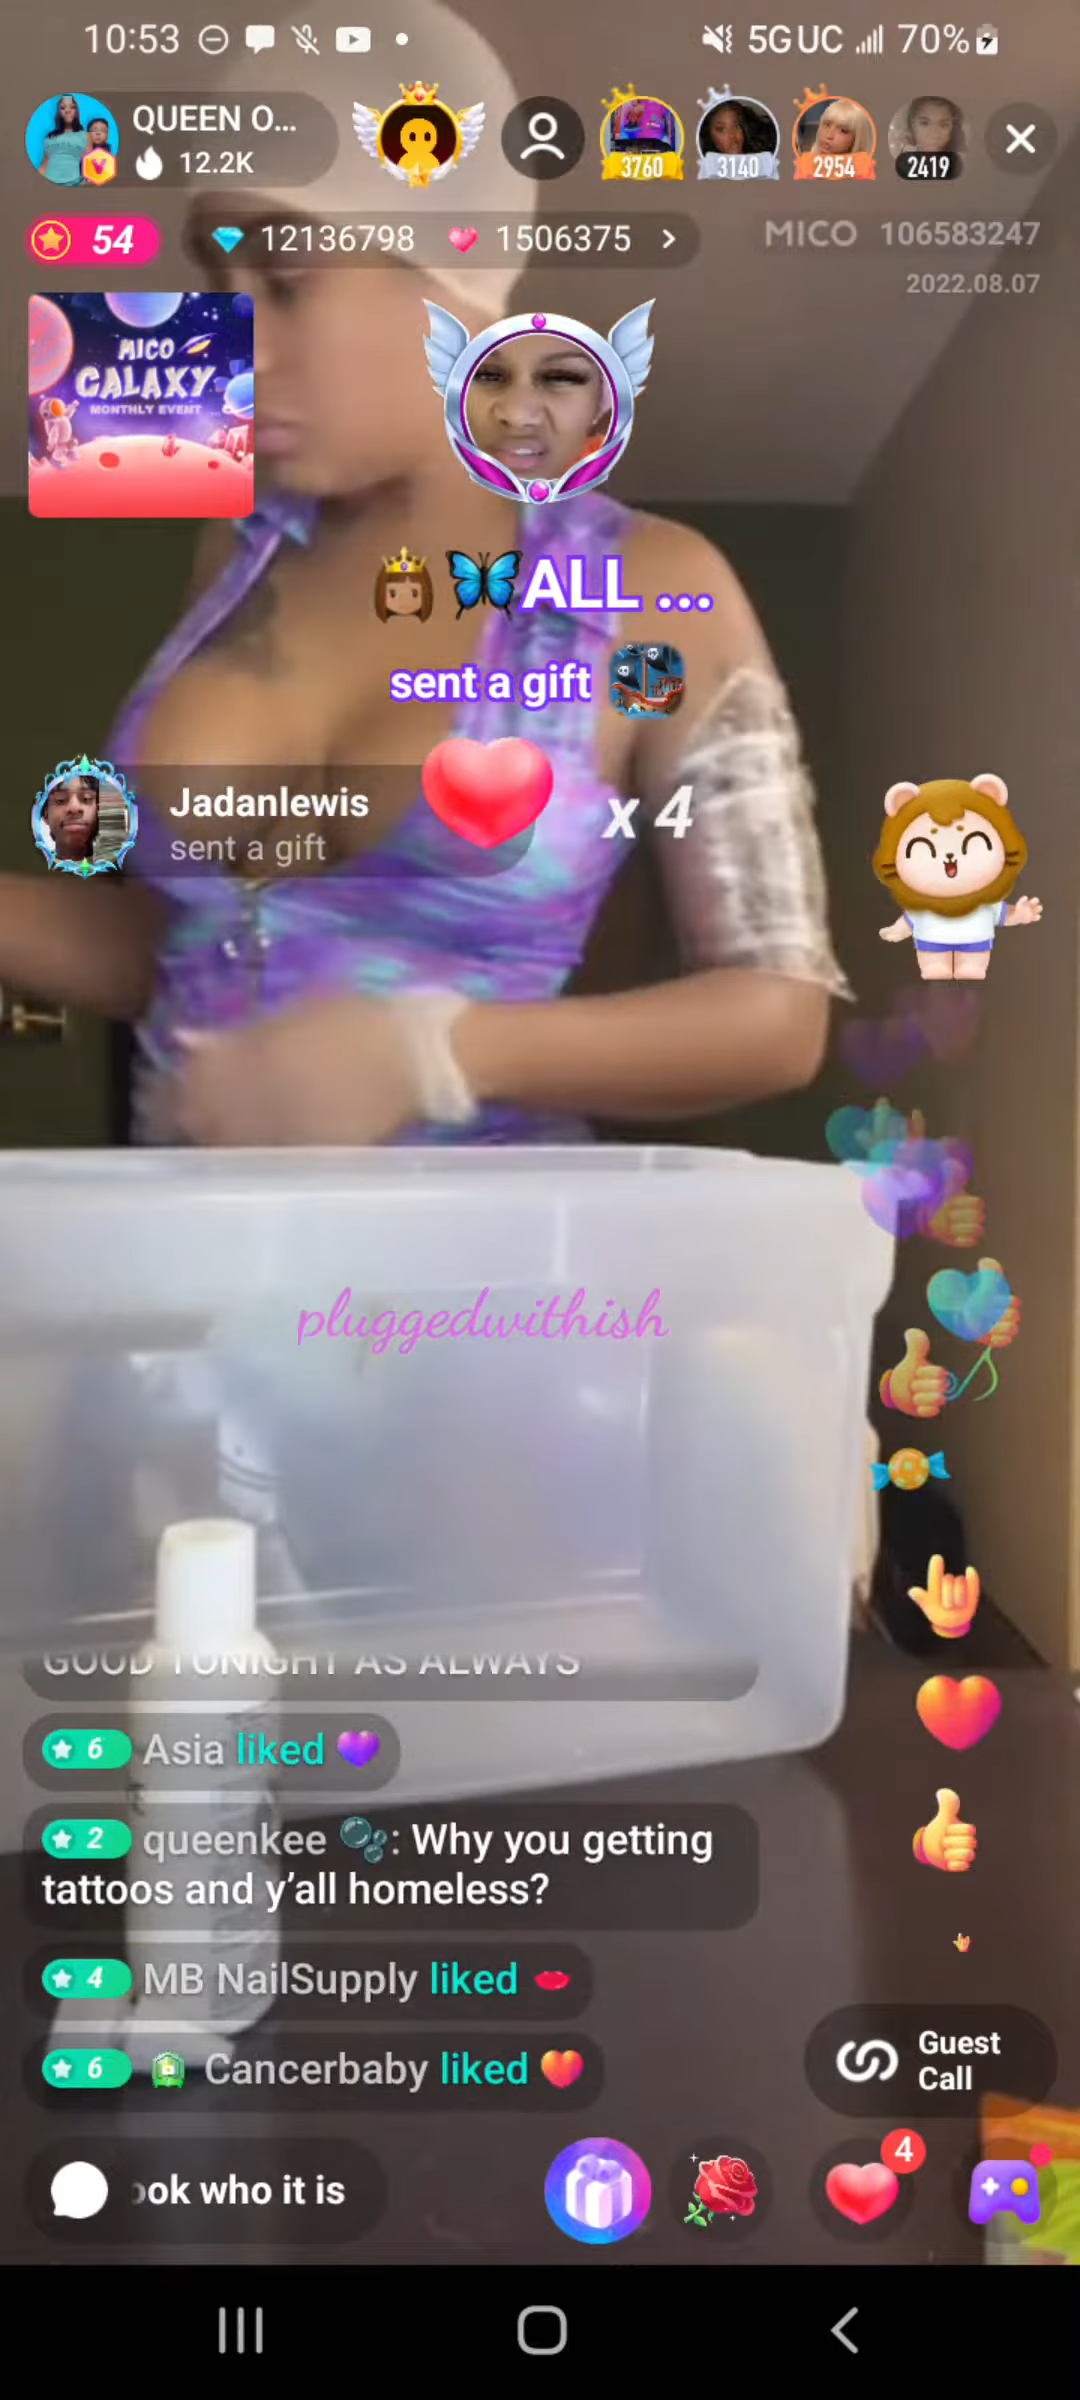 10:53
5G UC 70%
QUEEN O...
12.2K
3760
3140
2954
2419
54
12136798
1506375
MICO 106583247
2022.08.07
MICO
GALAXY
MONTHLY EVENT
ALL ...
sent a gift
Jadanlewis
sent a gift
x 4
pluggedwithish
GOOD TONIGHT AS ALWAYS
6 Asia liked 💜
2 queenkee 🫧: Why you getting
tattoos and y'all homeless?
4 MB NailSupply liked
6 Cancerbaby liked
Guest
Call
who it is
4